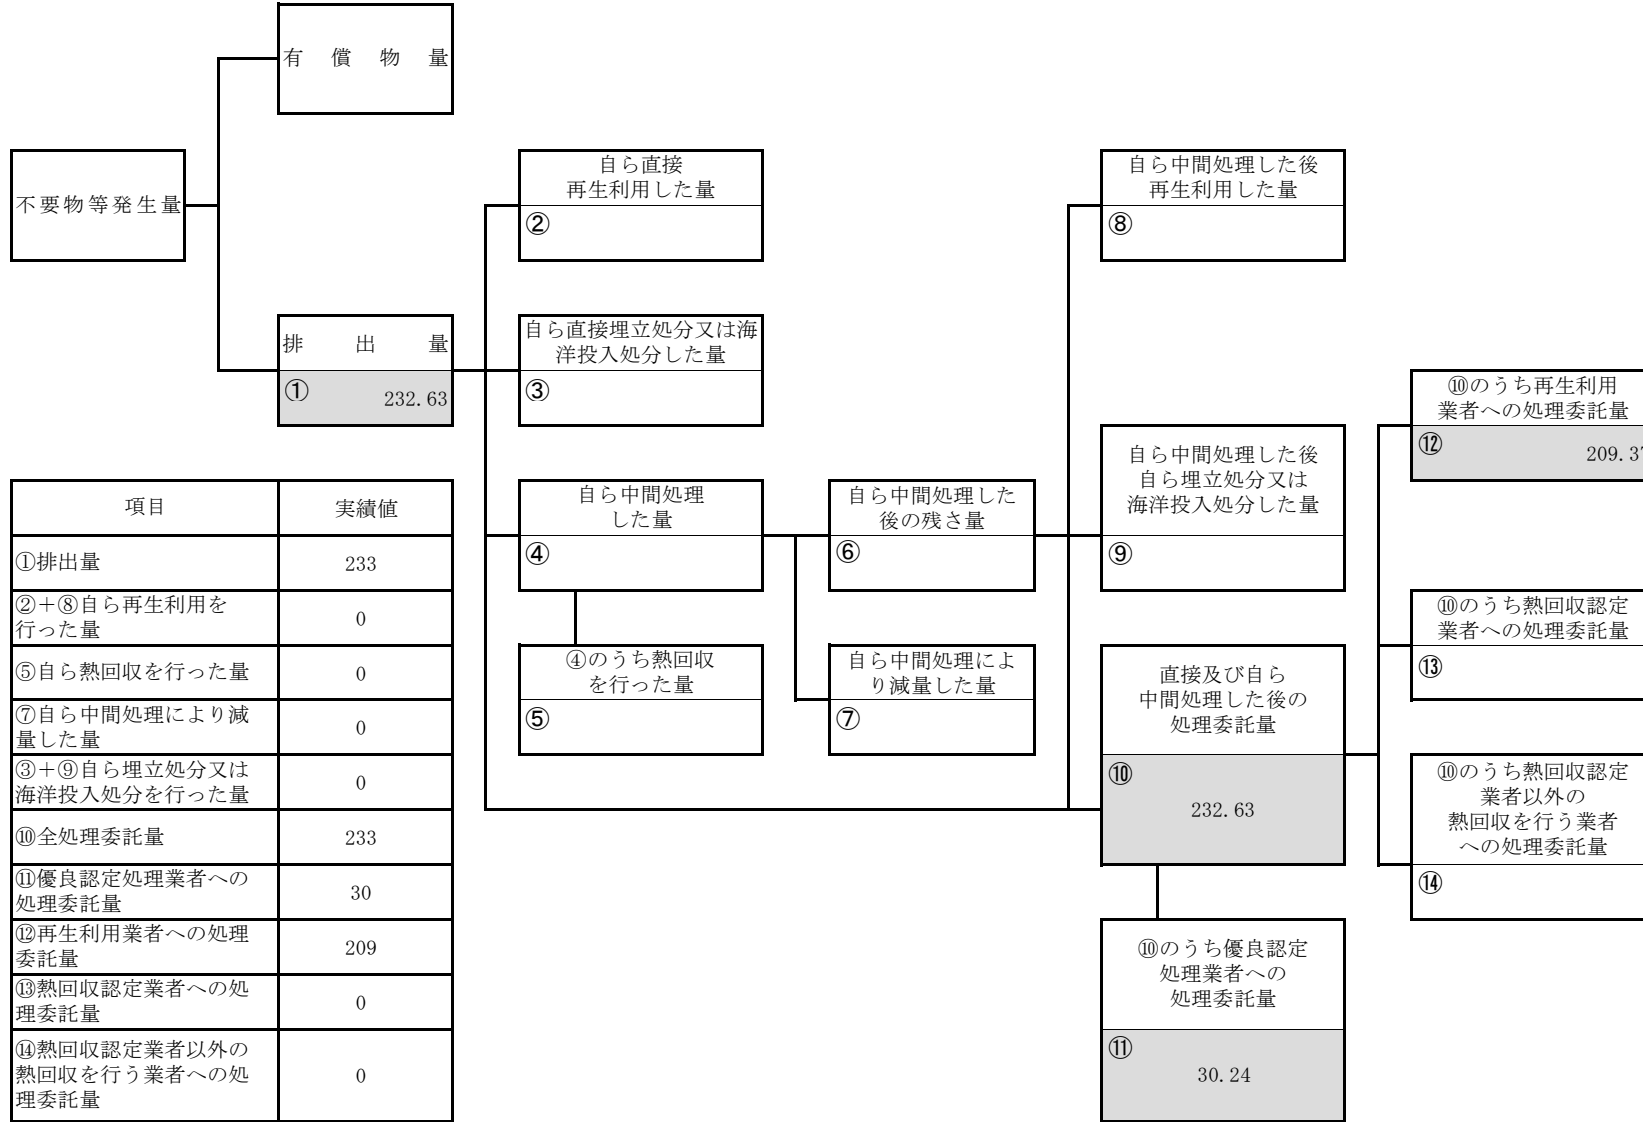 有償物量
不要物等発生量
排出量
①
232.63
自ら直接
再生利用した量
②
自ら直接埋立処分又は海
洋投入処分した量
③
自ら中間処理
した量
④
④のうち熱回収
を行った量
⑤
自ら中間処理した
後の残さ量
⑥
自ら中間処理によ
り減量した量
⑦
自ら中間処理した後
再生利用した量
⑧
自ら中間処理した後
自ら埋立処分又は
海洋投入処分した量
⑨
直接及び自ら
中間処理した後の
処理委託量
⑩
232.63
⑩のうち優良認定
処理業者への
処理委託量
⑪
30.24
⑩のうち再生利用
業者への処理委託量
⑫
209.37
⑩のうち熱回収認定
業者への処理委託量
⑬
⑩のうち熱回収認定
業者以外の
熱回収を行う業者
への処理委託量
⑭
項目 実績値
①排出量 233
②＋⑧自ら再生利用を
行った量 0
⑤自ら熱回収を行った量 0
⑦自ら中間処理により減
量した量 0
③＋⑨自ら埋立処分又は
海洋投入処分を行った量 0
⑩全処理委託量 233
⑪優良認定処理業者への
処理委託量 30
⑫再生利用業者への処理
委託量 209
⑬熱回収認定業者への処
理委託量 0
⑭熱回収認定業者以外の
熱回収を行う業者への処
理委託量 0